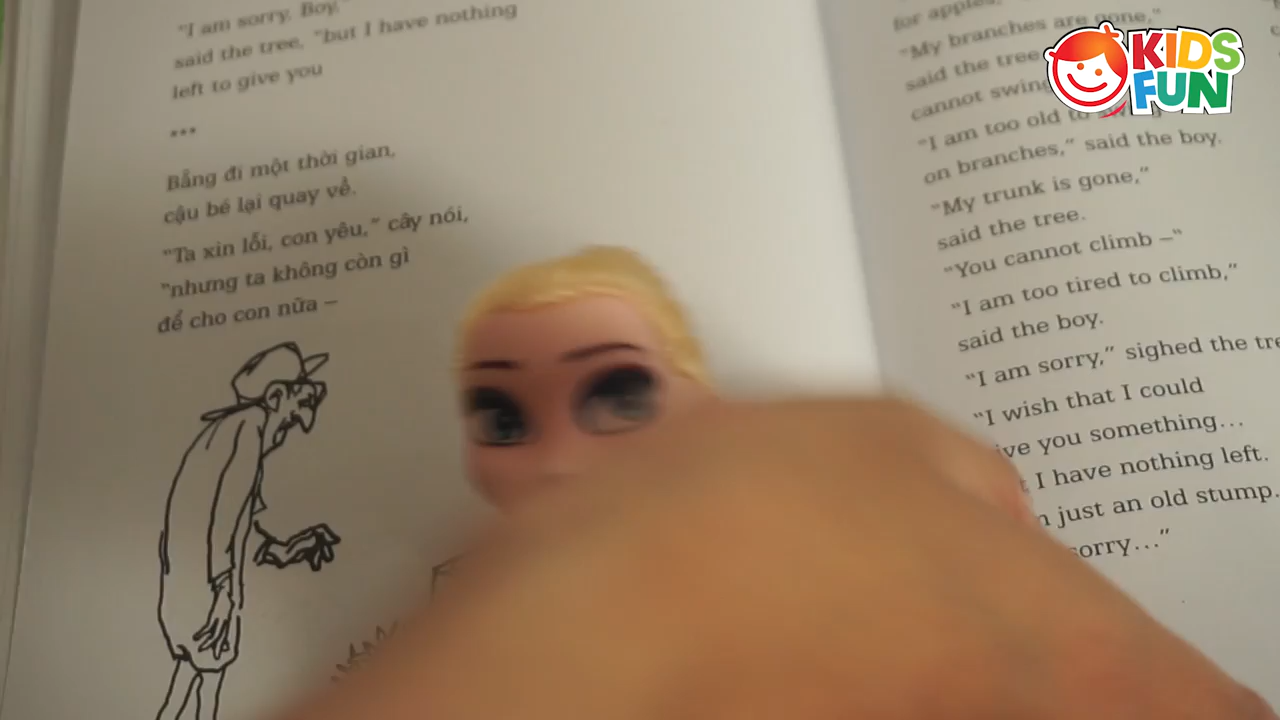 "I am sorry, Boy,"
said the tree, "but I have nothing
left to give you
***
Bẵng đi một thời gian,
cậu bé lại quay về.
"Ta xin lỗi, con yêu," cây nói,
"nhưng ta không còn gì
để cho con nữa –
for apples,
"My branches are gone,"
said the tree
cannot swing
"I am too old to swing
on branches," said the boy.
"My trunk is gone,"
said the tree.
"You cannot climb –"
"I am too tired to climb,"
said the boy.
"I am sorry," sighed the
"I wish that I could
you something...
I have nothing left.
just an old stump.
KIDS
FUN